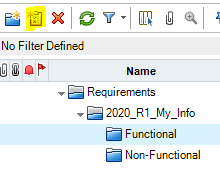 No Filter Defined
Name
Requirements
2020_R1_My_Info
Functional
Non-Functional